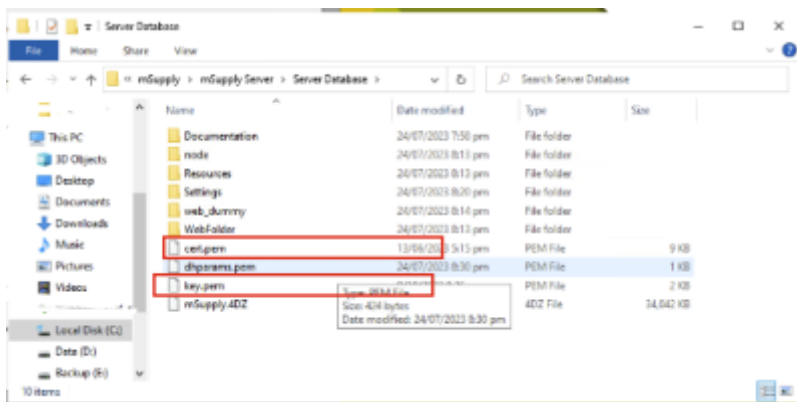 Server Database
File Home Share View
mSupply > mSupply Server > Server Database > Search Server Database
Name Date modified Type Size
This PC
3D Objects
Desktop
Documents
Downloads
Music
Pictures
Videos
Local Disk (C:)
Data (D:)
Backup (E:)
Documentation 24/07/2023 7:50 pm File folder
node 24/07/2023 8:13 pm File folder
Resources 24/07/2023 8:13 pm File folder
Settings 24/07/2023 8:20 pm File folder
web_dummy 24/07/2023 8:14 pm File folder
WebFolder 24/07/2023 8:13 pm File folder
cert.pem 13/06/2023 5:15 pm PEM File 9 KB
dhparams.pem 24/07/2023 8:30 pm PEM File 1 KB
key.pem PEM File 2 KB
mSupply.4DZ 4DZ File 34,042 KB
Type: PEM File
Size: 424 bytes
Date modified: 24/07/2023 8:30 pm
10 items